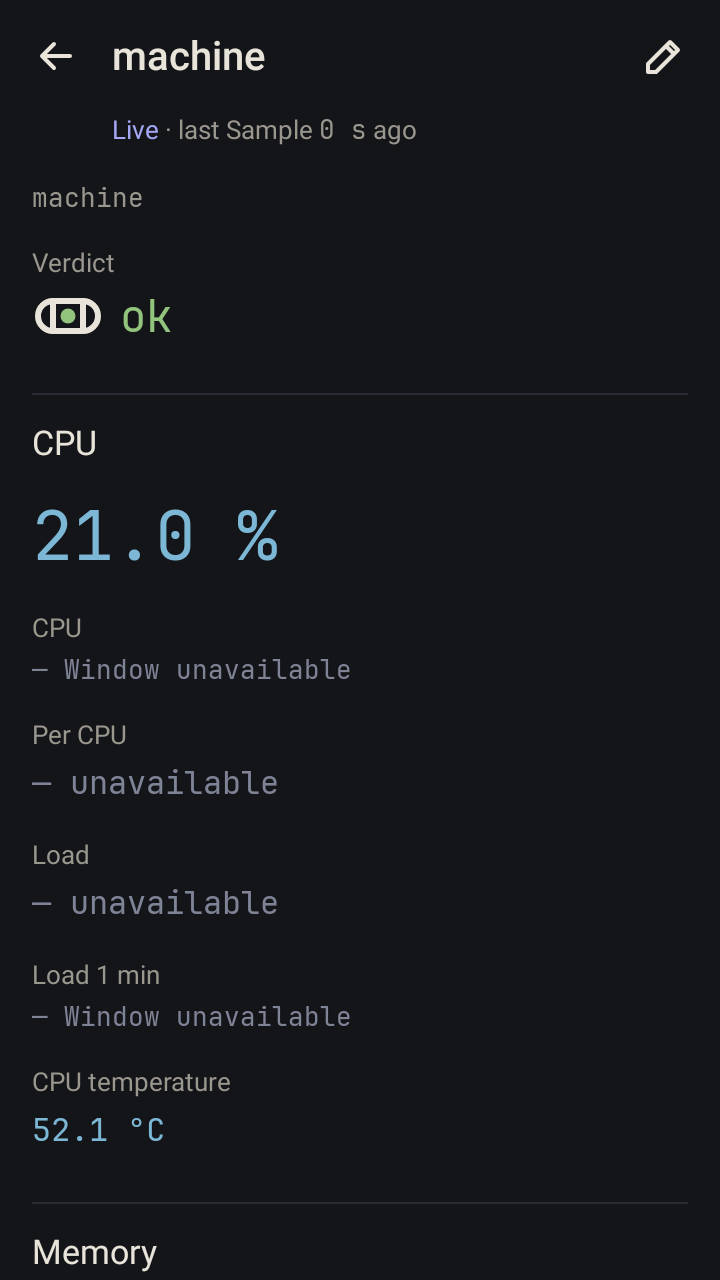 machine
Live · last Sample 0 s ago
machine
Verdict
ok
CPU
21.0 %
CPU
— Window unavailable
Per CPU
— unavailable
Load
— unavailable
Load 1 min
— Window unavailable
CPU temperature
52.1 °C
Memory